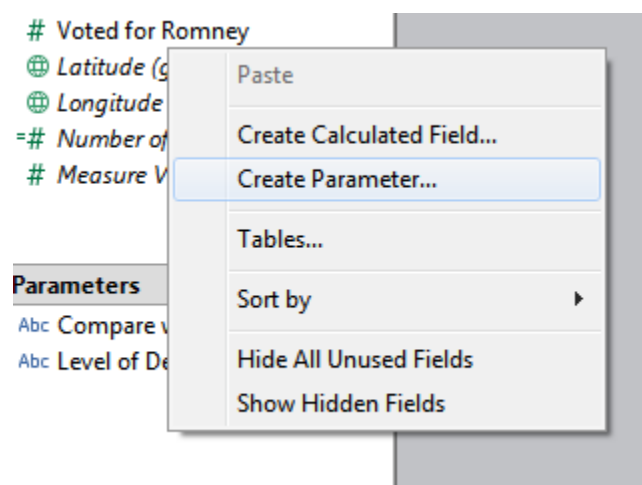 # Voted for Romney
Latitude (g
Longitude
=# Number of
# Measure V
Parameters
Abc Compare
Abc Level of De
Paste
Create Calculated Field...
Create Parameter...
Tables...
Sort by
Hide All Unused Fields
Show Hidden Fields